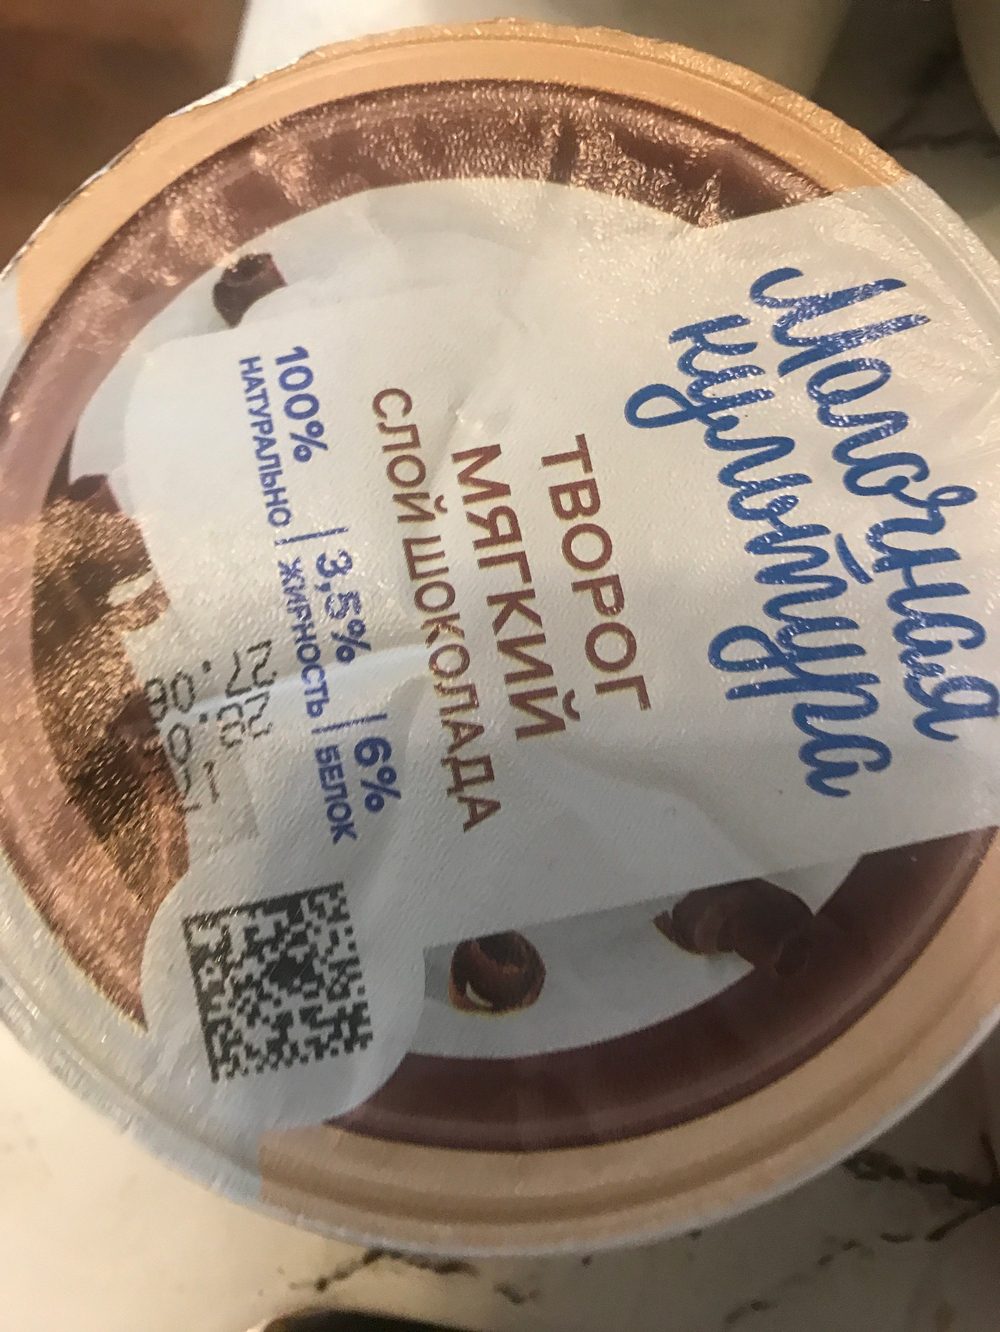 Молочная
культура
ТВОРОГ
МЯГКИЙ
СЛОЙ ШОКОЛАДА
100% | 3,5% | 6%
НАТУРАЛЬНО | ЖИРНОСТЬ | БЕЛОК